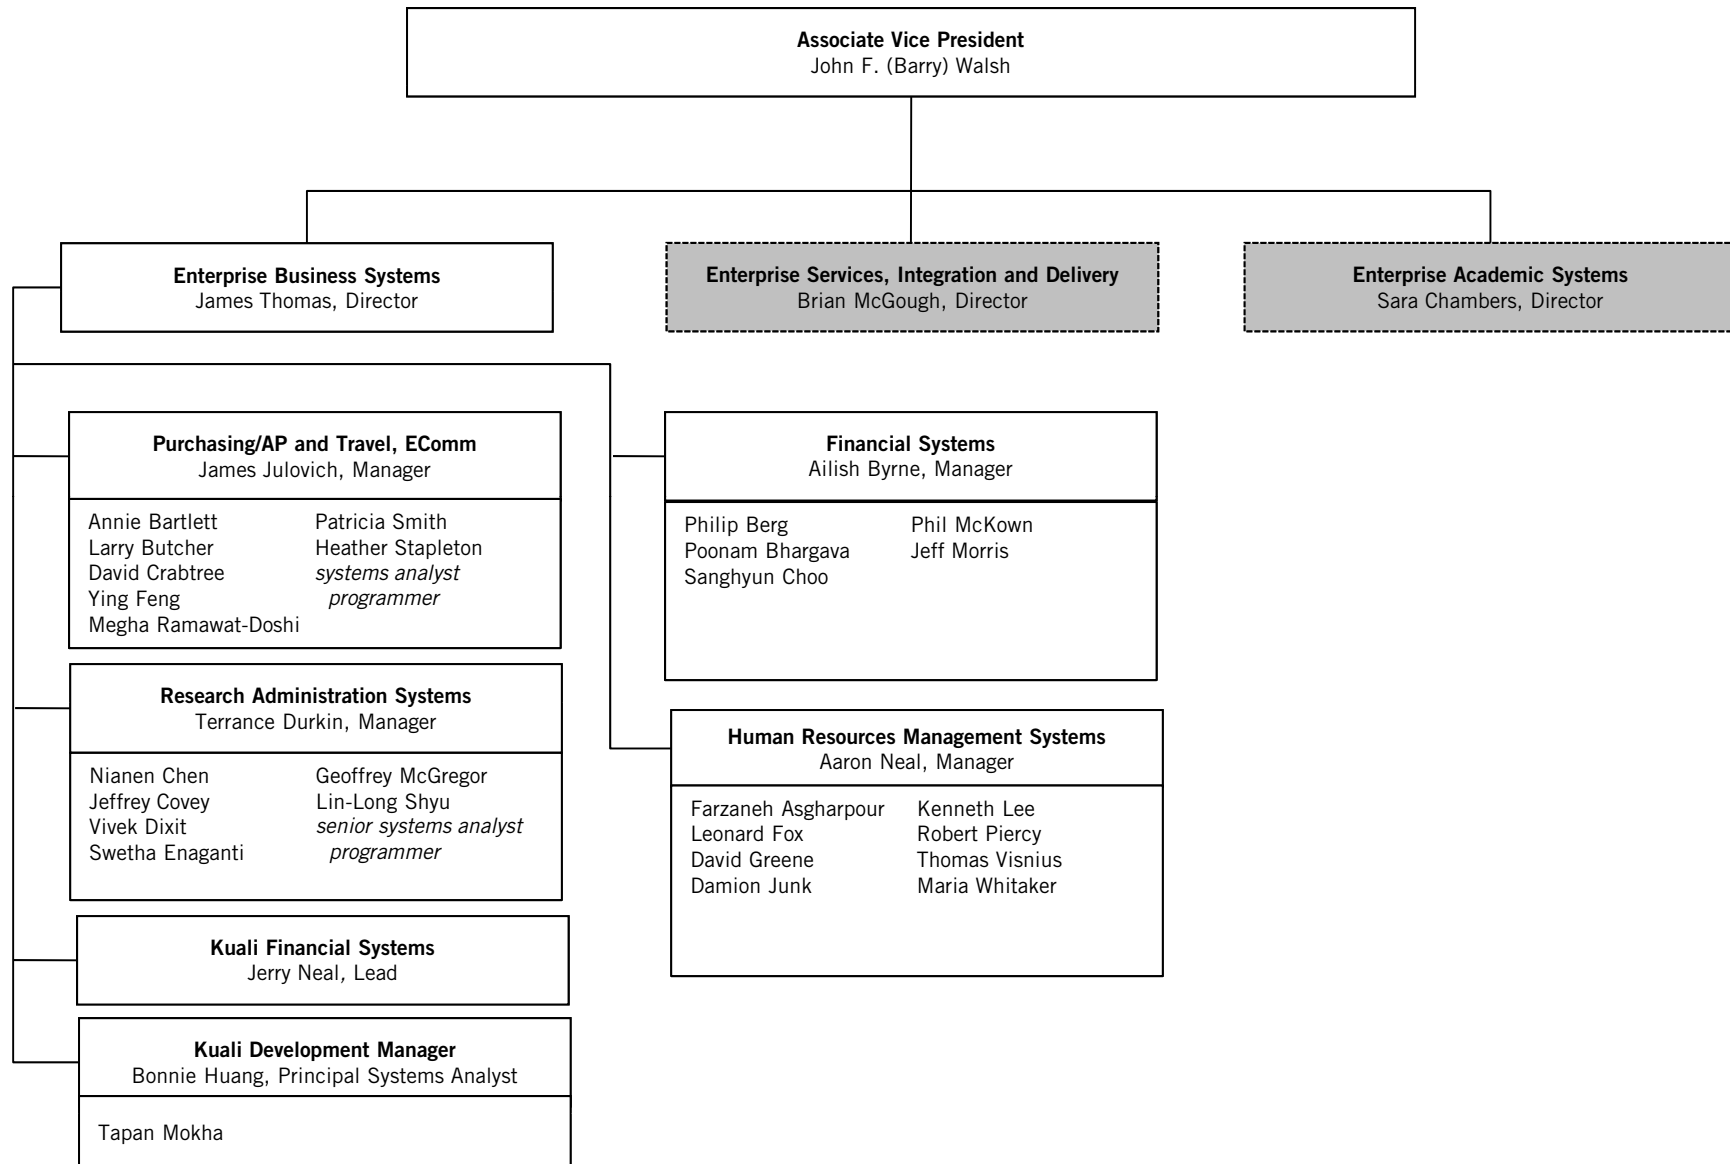 Associate Vice President
John F. (Barry) Walsh
Enterprise Business Systems
James Thomas, Director
Enterprise Services, Integration and Delivery
Brian McGough, Director
Enterprise Academic Systems
Sara Chambers, Director
Purchasing/AP and Travel, EComm
James Julovich, Manager
Annie Bartlett
Larry Butcher
David Crabtree
Ying Feng
Megha Ramawat-Doshi
Patricia Smith
Heather Stapleton
systems analyst
programmer
Financial Systems
Ailish Byrne, Manager
Philip Berg
Poonam Bhargava
Sanghyun Choo
Phil McKown
Jeff Morris
Research Administration Systems
Terrance Durkin, Manager
Nianen Chen
Jeffrey Covey
Vivek Dixit
Swetha Enaganti
Geoffrey McGregor
Lin-Long Shyu
senior systems analyst
programmer
Human Resources Management Systems
Aaron Neal, Manager
Farzaneh Asgharpour
Leonard Fox
David Greene
Damion Junk
Kenneth Lee
Robert Piercy
Thomas Visnius
Maria Whitaker
Kuali Financial Systems
Jerry Neal, Lead
Kuali Development Manager
Bonnie Huang, Principal Systems Analyst
Tapan Mokha